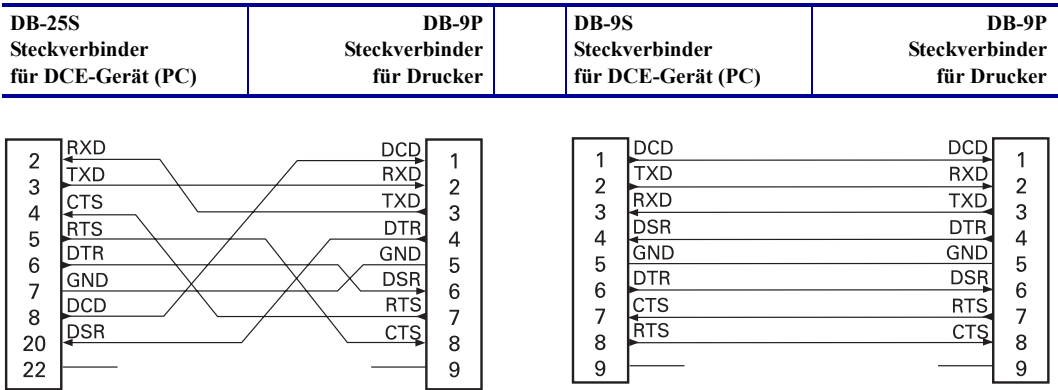 DB-25S
Steckverbinder
für DCE-Gerät (PC)
DB-9P
Steckverbinder
für Drucker
DB-9S
Steckverbinder
für DCE-Gerät (PC)
DB-9P
Steckverbinder
für Drucker
2 RXD DCD 1
3 TXD RXD 2
4 CTS TXD 3
5 RTS DTR 4
6 DTR GND 5
7 GND DSR 6
8 DCD RTS 7
20 DSR CTS 8
22 9
1 DCD DCD 1
2 TXD RXD 2
3 RXD TXD 3
4 DSR DTR 4
5 GND GND 5
6 DTR DSR 6
7 CTS RTS 7
8 RTS CTS 8
9 9